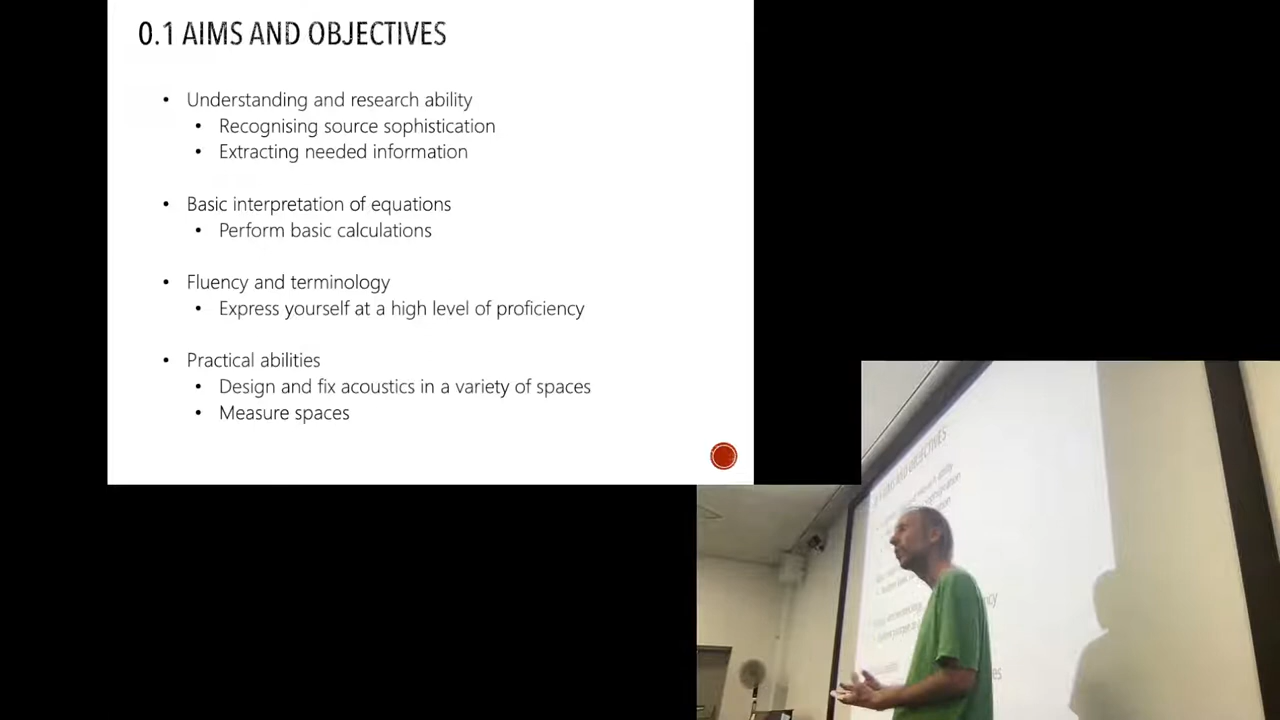 0.1 AIMS AND OBJECTIVES
• Understanding and research ability
• Recognising source sophistication
• Extracting needed information
• Basic interpretation of equations
• Perform basic calculations
• Fluency and terminology
• Express yourself at a high level of proficiency
• Practical abilities
• Design and fix acoustics in a variety of spaces
• Measure spaces